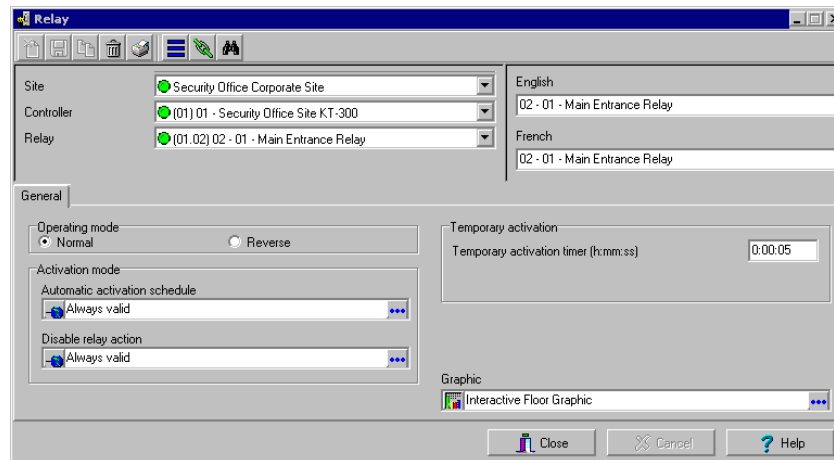 Relay
Site
Security Office Corporate Site
English
02 - 01 - Main Entrance Relay
Controller
(01) 01 - Security Office Site KT-300
French
Relay
(01.02) 02 - 01 - Main Entrance Relay
02 - 01 - Main Entrance Relay
General
Operating mode
Normal
Reverse
Temporary activation
Temporary activation timer (h:mm:ss)
0:00:05
Activation mode
Automatic activation schedule
Always valid
Disable relay action
Always valid
Graphic
Interactive Floor Graphic
Close
Cancel
Help